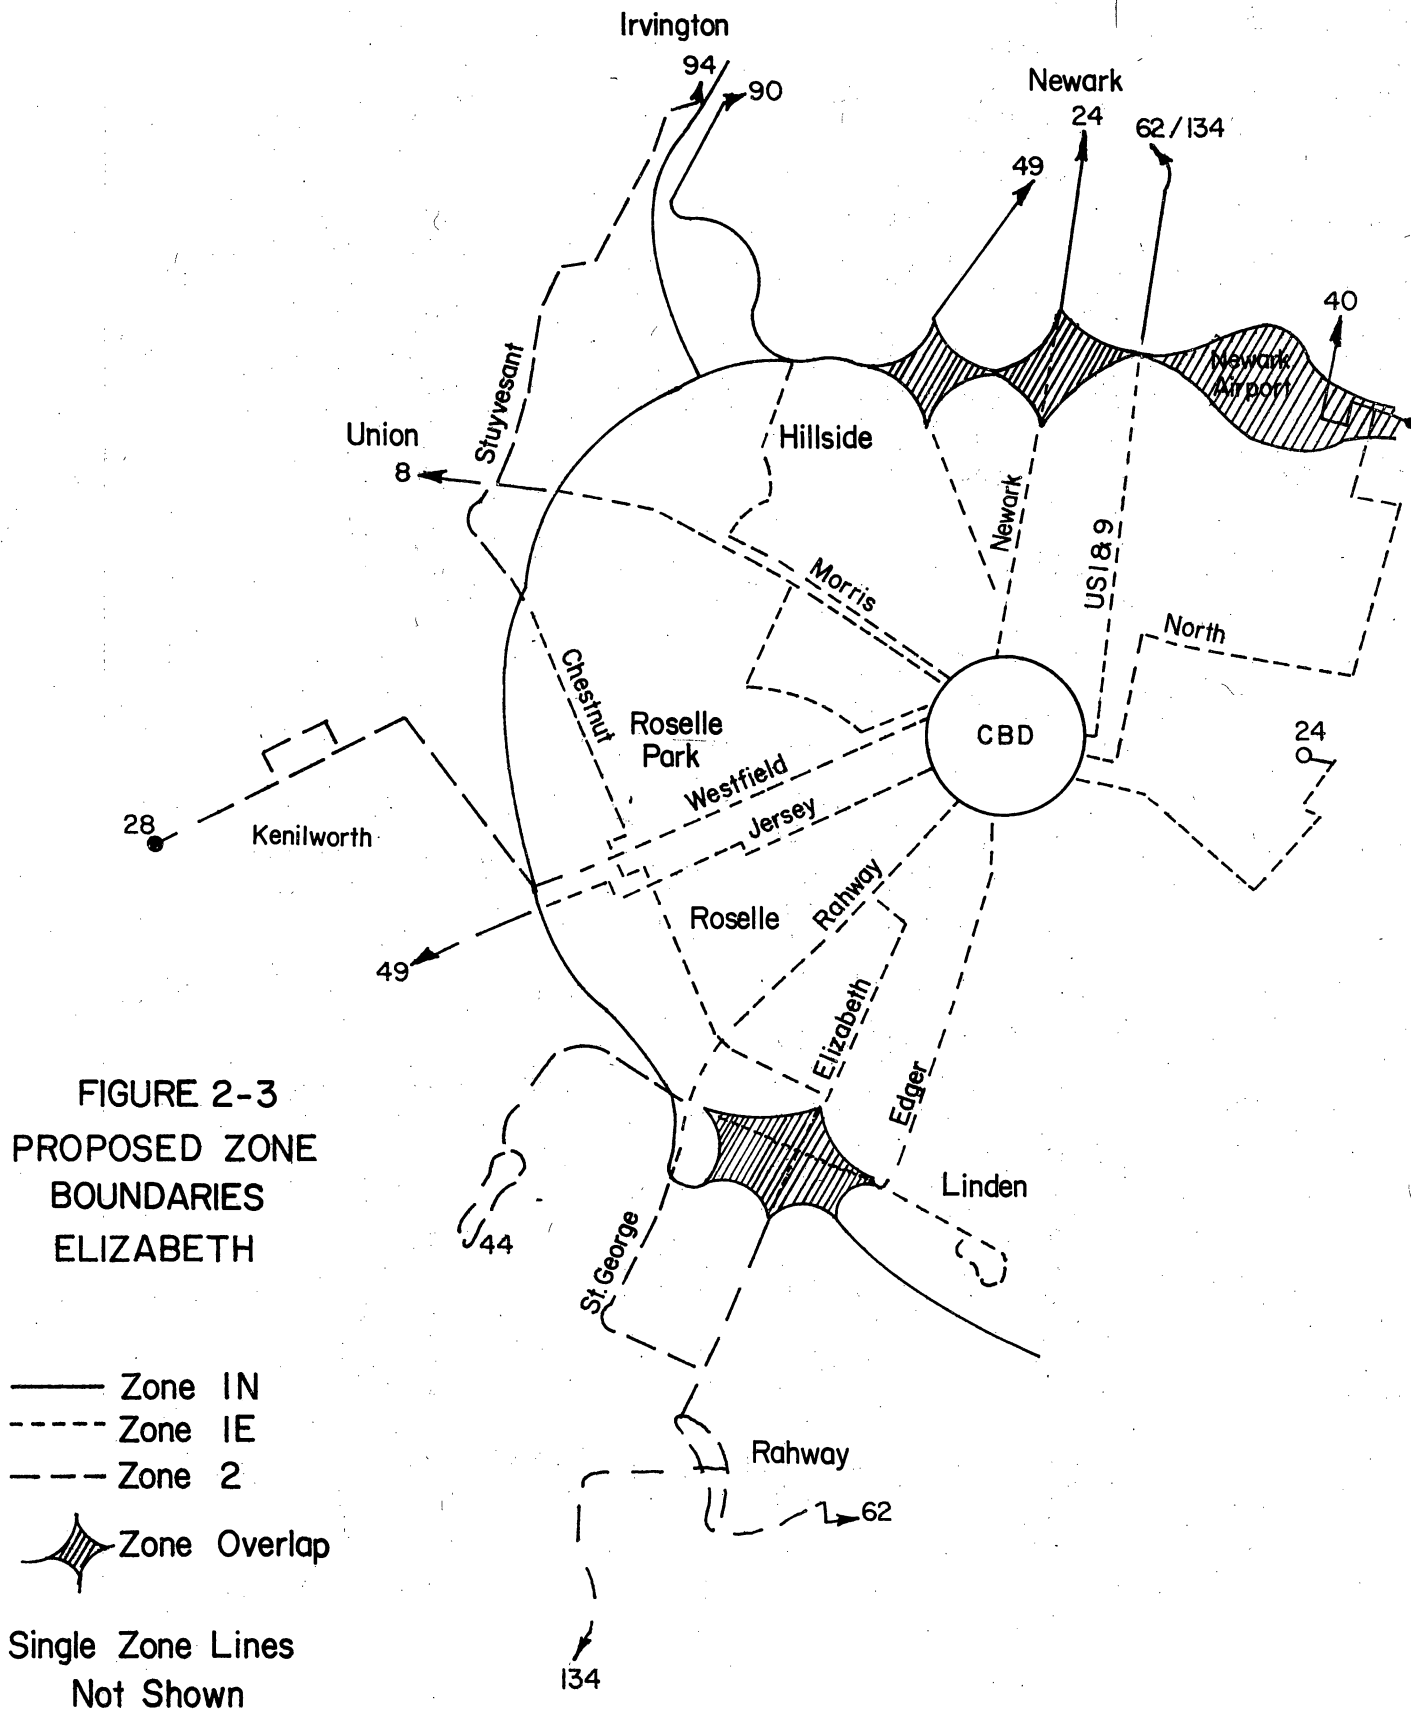 Irvington
94
90
Newark
24
62/134
49
40
Newark
Airport
Stuyvesant
Union
8
Hillside
Newark
US 1 & 9
Morris
North
Chestnut
Roselle
Park
CBD
24
Westfield
Jersey
28
Kenilworth
Rahway
Roselle
49
Elizabeth
Edger
Linden
44
St. George
FIGURE 2-3
PROPOSED ZONE
BOUNDARIES
ELIZABETH
Zone 1N
Zone 1E
Zone 2
Zone Overlap
Single Zone Lines
Not Shown
Rahway
62
134